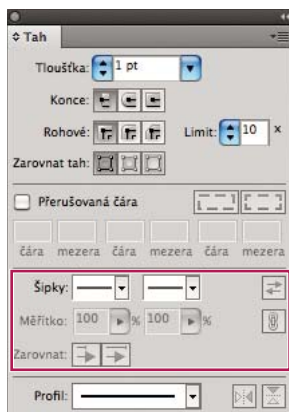 Tah
Tloušťka: 1 pt
Konce:
Rohové: Limit: 10 x
Zarovnat tah:
Přerušovaná čára
čára mezera čára mezera čára mezera
Šipky:
Měřítko: 100 % 100 %
Zarovnat:
Profil: